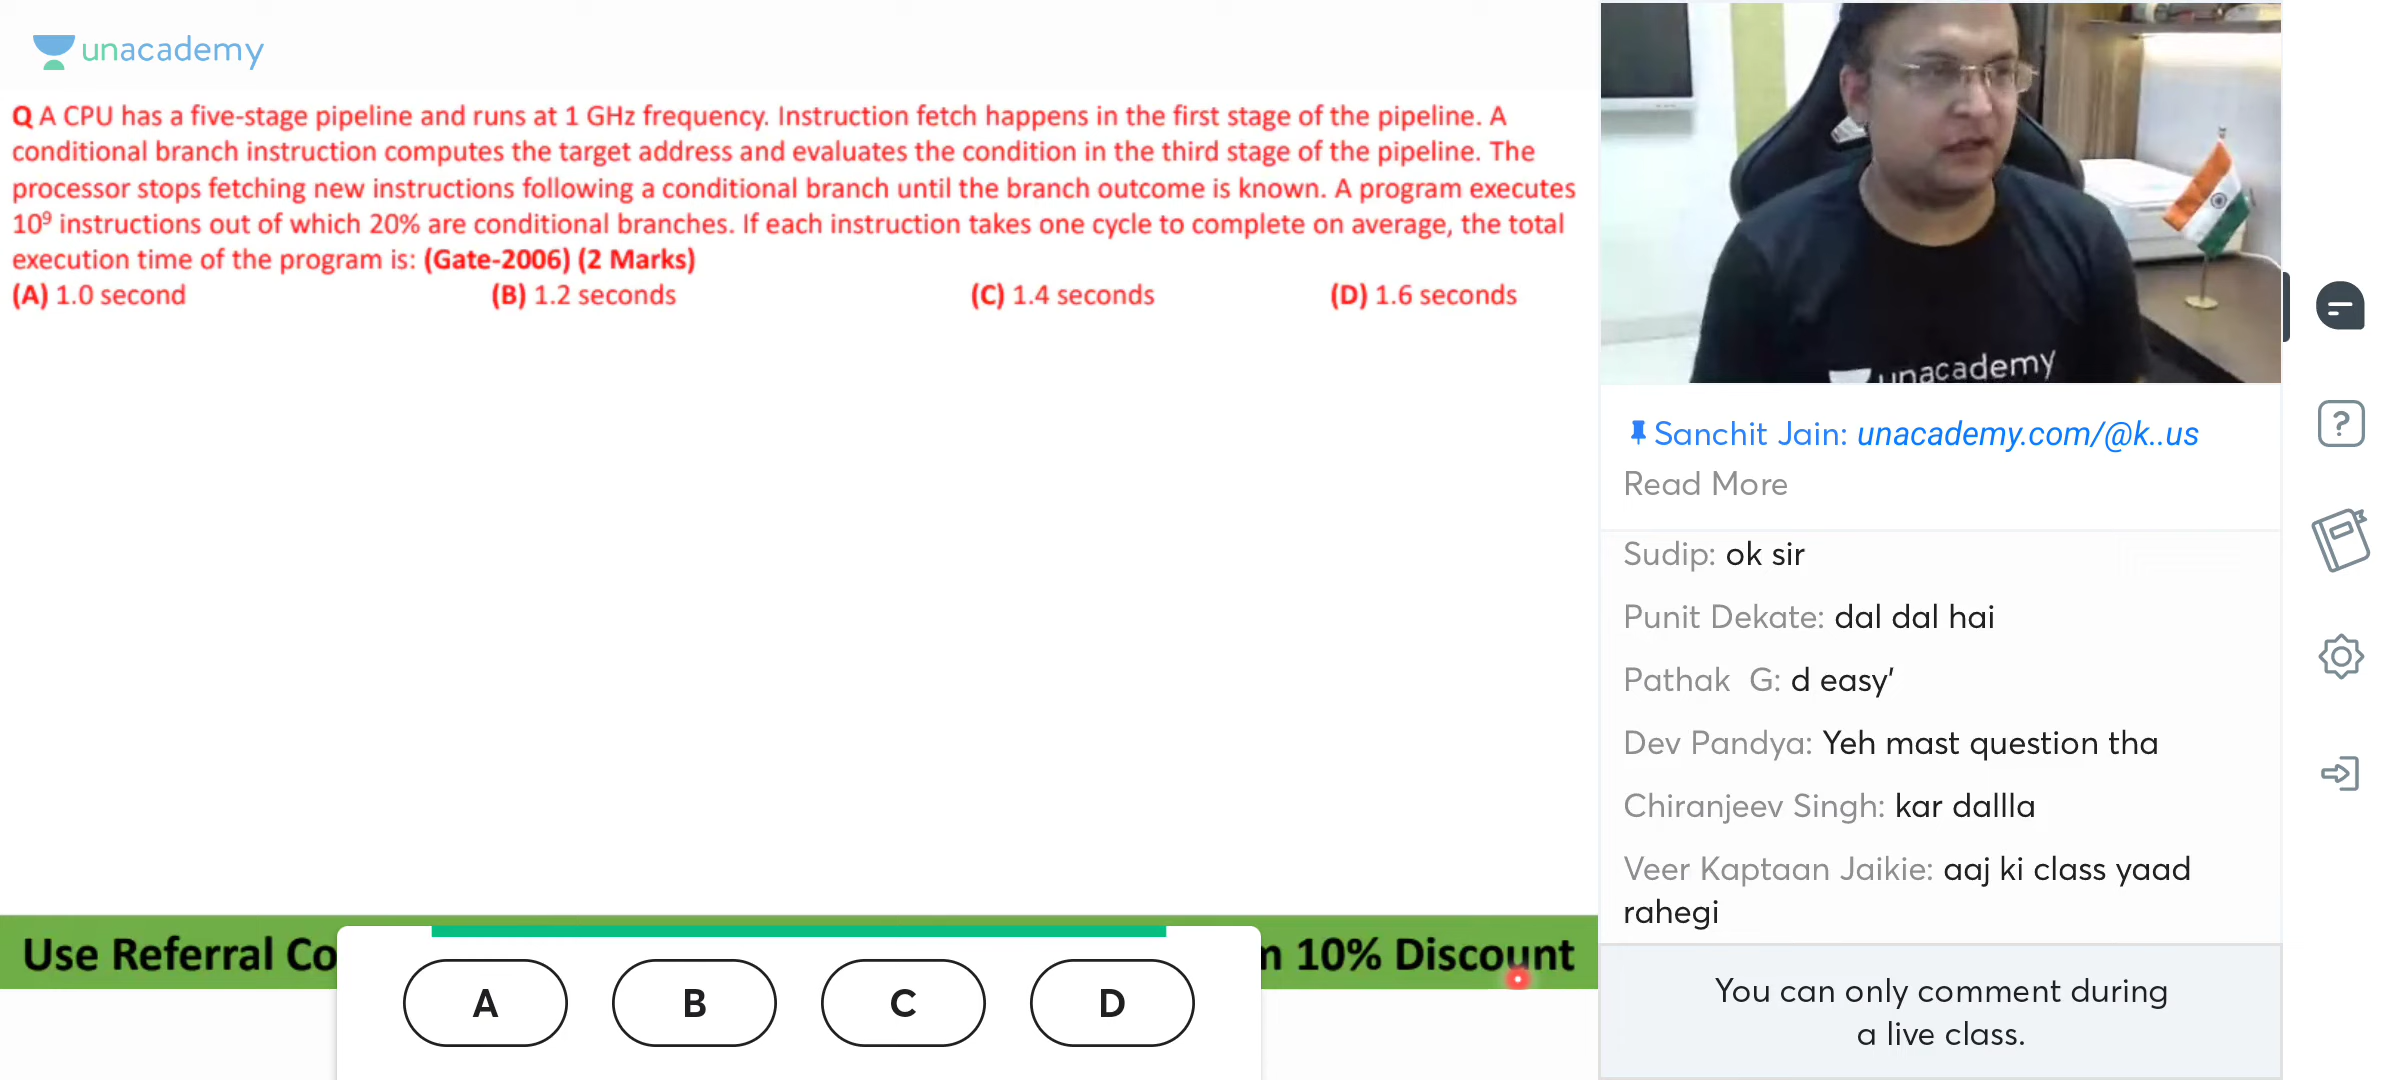 unacademy
Q A CPU has a five-stage pipeline and runs at 1 GHz frequency. Instruction fetch happens in the first stage of the pipeline. A
conditional branch instruction computes the target address and evaluates the condition in the third stage of the pipeline. The
processor stops fetching new instructions following a conditional branch until the branch outcome is known. A program executes
10⁹ instructions out of which 20% are conditional branches. If each instruction takes one cycle to complete on average, the total
execution time of the program is: (Gate-2006) (2 Marks)
(A) 1.0 second (B) 1.2 seconds (C) 1.4 seconds (D) 1.6 seconds
Use Referral Co
10% Discount
A B C D
unacademy
Sanchit Jain: unacademy.com/@k..us
Read More
Sudip: ok sir
Punit Dekate: dal dal hai
Pathak G: d easy'
Dev Pandya: Yeh mast question tha
Chiranjeev Singh: kar dallla
Veer Kaptaan Jaikie: aaj ki class yaad
rahegi
You can only comment during
a live class.
?